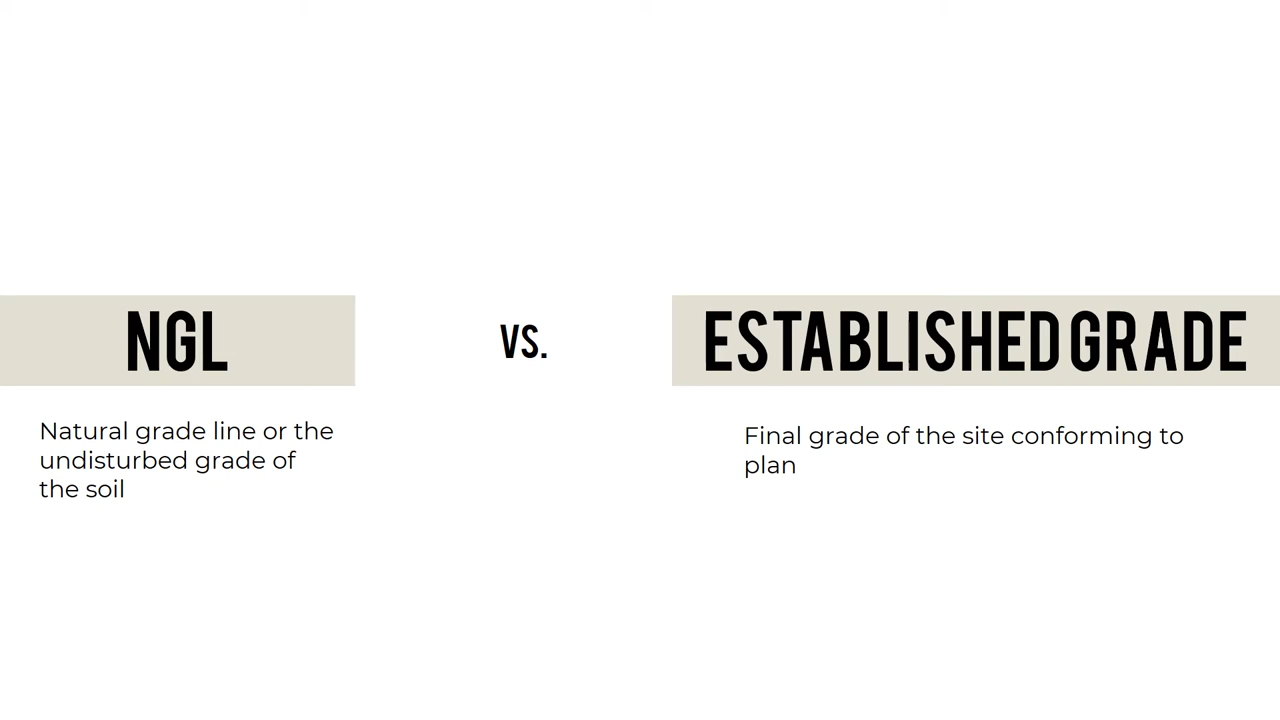 NGL
VS.
ESTABLISHED GRADE
Natural grade line or the
undisturbed grade of
the soil
Final grade of the site conforming to
plan